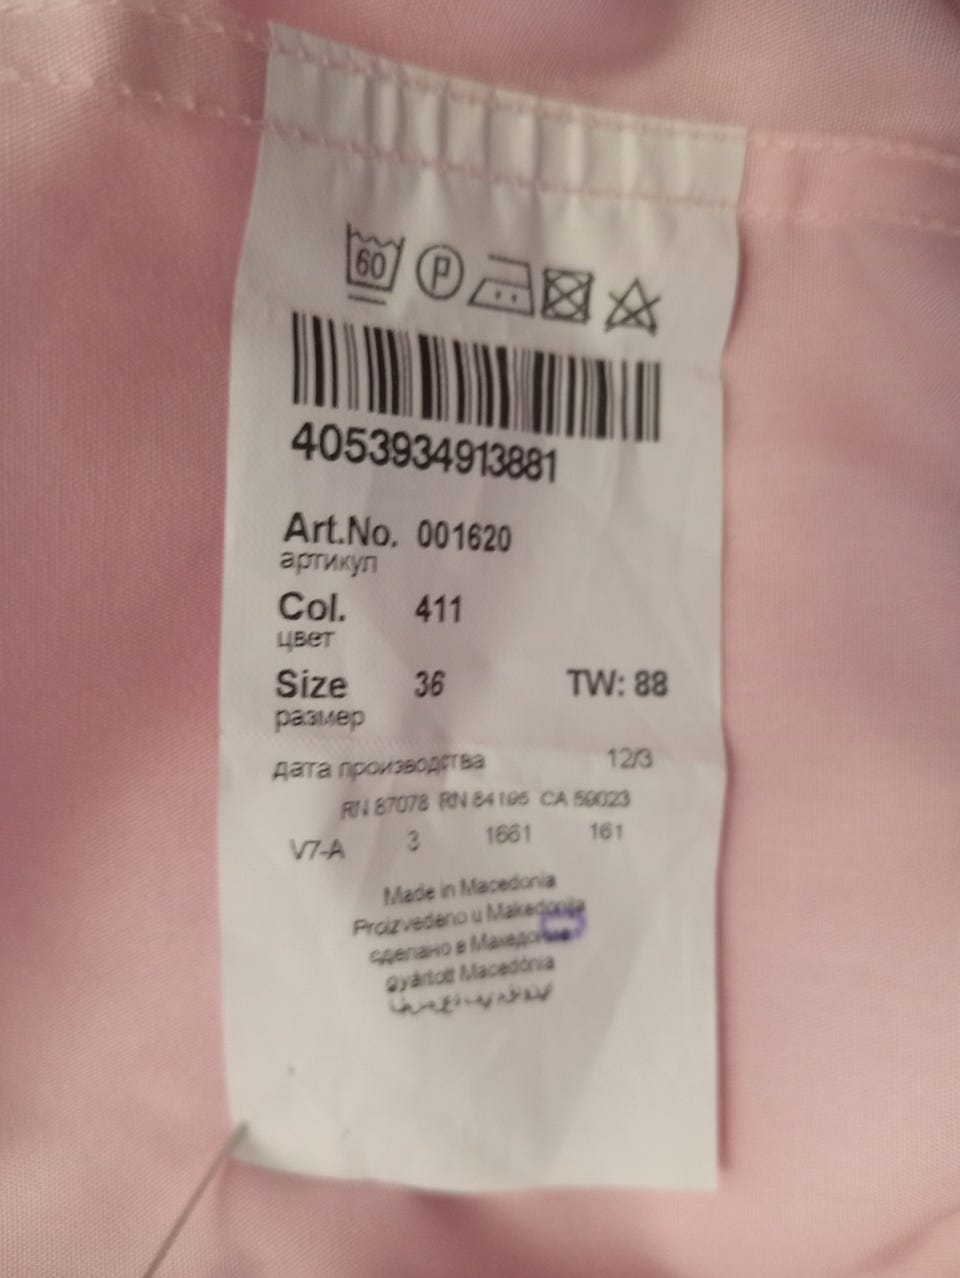 60 P
4053934913881
Art.No. 001620
артикул
Col. 411
цвет
Size 36 TW: 88
размер
дата производства 12/3
RN 87078 RN 84195 CA 59023
V7-A 3 1661 161
Made in Macedonia
Proizvedeno u Makedonija
сделано в Македонии
gyártott Macedónia